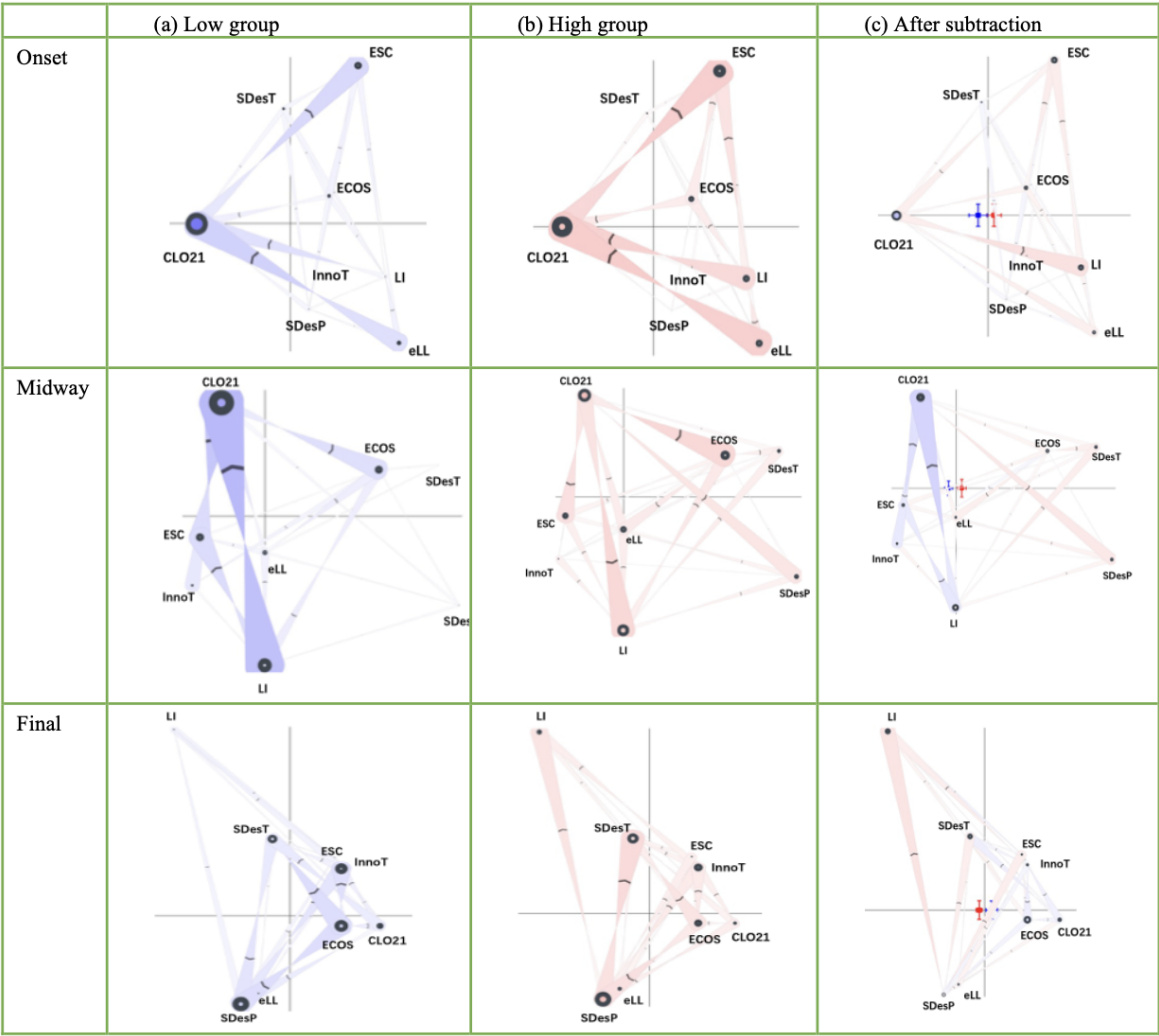 (a) Low group
(b) High group
(c) After subtraction
Onset
ESC
SDesT
ECOS
CLO21
InnoT
LI
SDesP
eLL
ESC
SDesT
ECOS
CLO21
InnoT
LI
SDesP
eLL
ESC
SDesT
ECOS
CLO21
InnoT
LI
SDesP
eLL
Midway
CLO21
ECOS
SDesT
ESC
eLL
InnoT
SDes
LI
CLO21
ECOS
SDesT
ESC
eLL
InnoT
SDesP
LI
CLO21
ECOS
SDesT
ESC
eLL
InnoT
SDesP
LI
Final
LI
SDesT
ESC
InnoT
ECOS
CLO21
eLL
SDesP
LI
SDesT
ESC
InnoT
ECOS
CLO21
eLL
SDesP
LI
SDesT
ESC
InnoT
ECOS
CLO21
eLL
SDesP